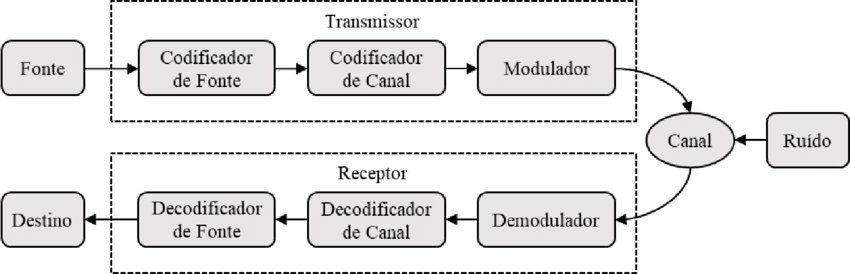 Transmissor
Fonte
Codificador
de Fonte
Codificador
de Canal
Modulador
Canal
Ruído
Receptor
Destino
Decodificador
de Fonte
Decodificador
de Canal
Demodulador